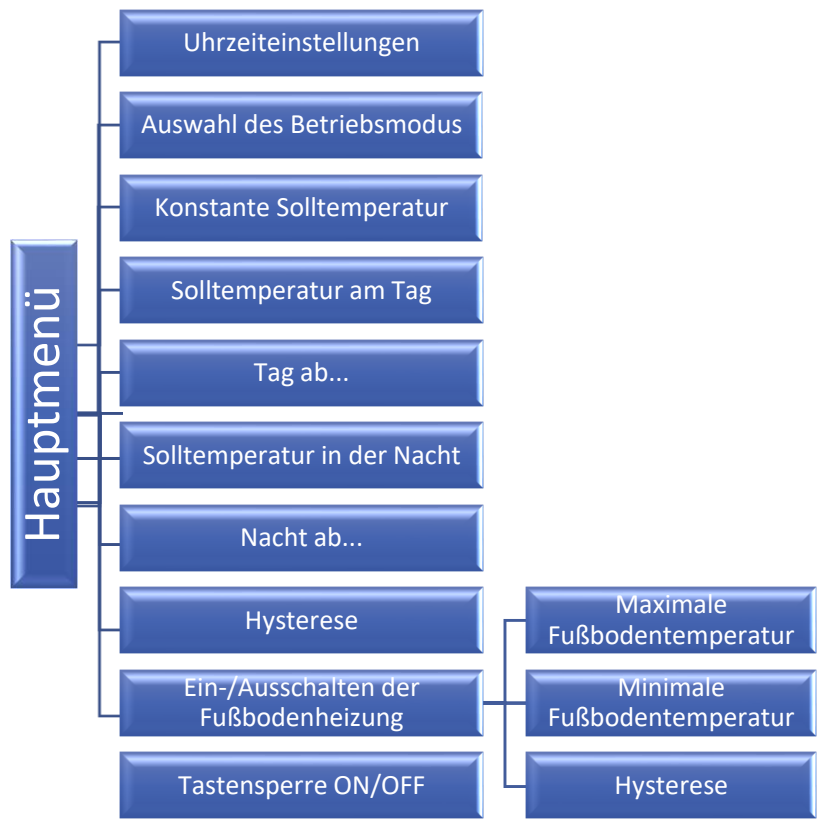 Hauptmenü
Uhrzeiteinstellungen
Auswahl des Betriebsmodus
Konstante Solltemperatur
Solltemperatur am Tag
Tag ab...
Solltemperatur in der Nacht
Nacht ab...
Hysterese
Ein-/Ausschalten der
Fußbodenheizung
Maximale
Fußbodentemperatur
Minimale
Fußbodentemperatur
Hysterese
Tastensperre ON/OFF